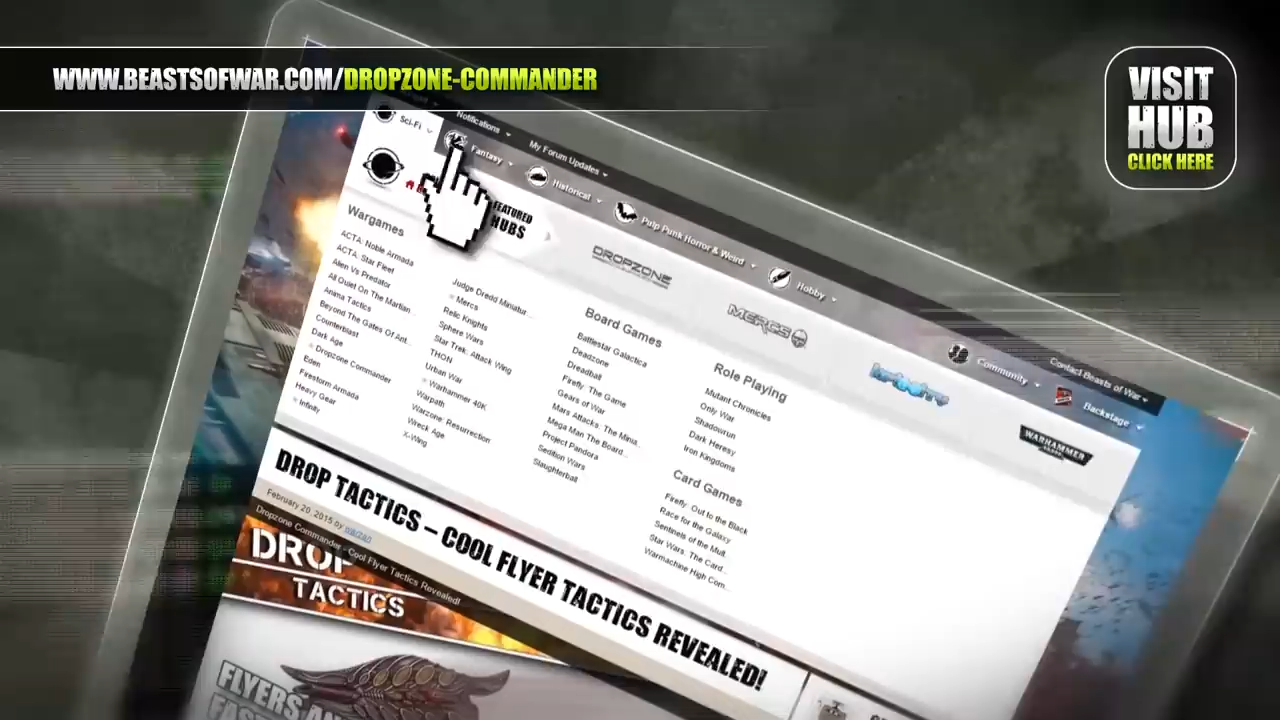 WWW.BEASTSOFWAR.COM/DROPZONE-COMMANDER
VISIT
HUB
CLICK HERE
Notifications
My Forum Updates
Contact Beasts of War
Sci-Fi
Fantasy
Historical
Pulp Punk Horror & Weird
Hobby
Community
Backstage
FEATURED
HUBS
DROPZONE
MERCS
infinity
WARHAMMER
Wargames
ACTA: Noble Armada
ACTA: Star Fleet
Alien Vs Predator
All Quiet On The Martian...
Anima Tactics
Beyond The Gates Of Ant...
Counterblast
Dark Age
Dropzone Commander
Eden
Firestorm Armada
Heavy Gear
Infinity
Judge Dredd Miniatur...
Mercs
Relic Knights
Sphere Wars
Star Trek: Attack Wing
THON
Urban War
Warhammer 40K
Warpath
Warzone: Resurrection
Wreck Age
X-Wing
Board Games
Battlestar Galactica
Deadzone
Dreadball
Firefly: The Game
Gears of War
Mars Attacks: The Minia...
Mega Man The Board...
Project Pandora
Sedition Wars
Slaughterball
Role Playing
Mutant Chronicles
Only War
Shadowrun
Dark Heresy
Iron Kingdoms
Card Games
Firefly: Out to the Black
Race for the Galaxy
Sentinels of the Mult...
Star Wars: The Card...
Warmachine High Com...
DROP TACTICS – COOL FLYER TACTICS REVEALED!
February 20, 2015 by warzan
Dropzone Commander - Cool Flyer Tactics Revealed!
DROP
TACTICS
FLYERS AN